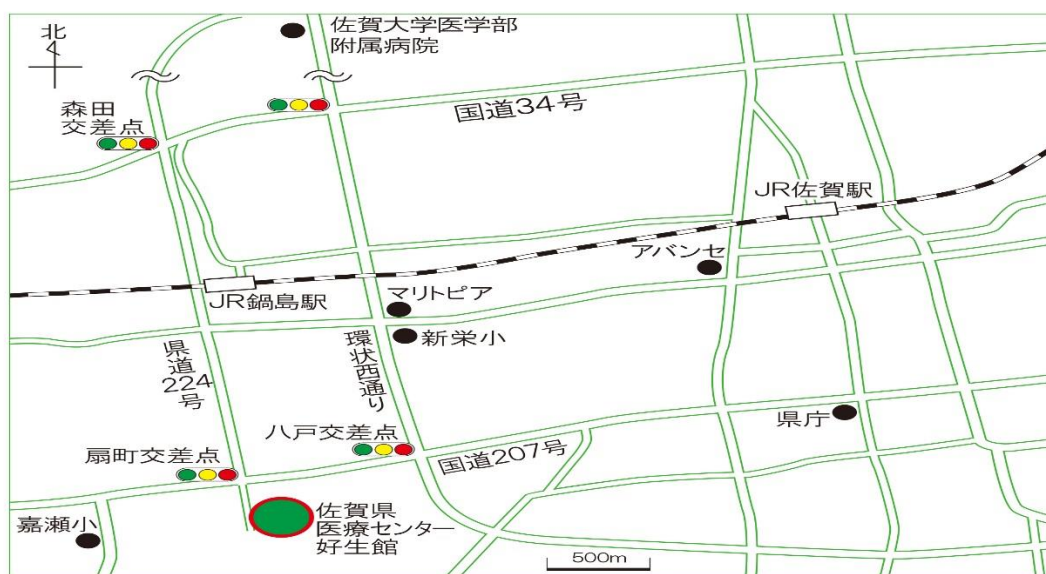 北
佐賀大学医学部
附属病院
森田
交差点
国道34号
JR佐賀駅
アバンセ
JR鍋島駅
マリトピア
新栄小
県道224号
環状西通り
県庁
八戸交差点
国道207号
扇町交差点
佐賀県
医療センター
好生館
嘉瀬小
500m